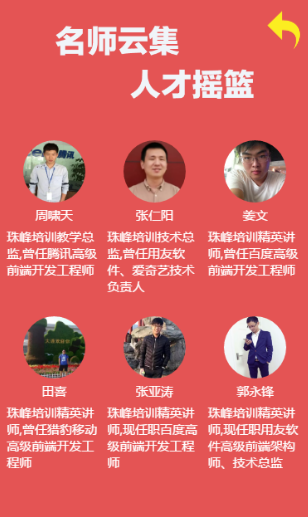 名师云集
人才摇篮
周啸天
珠峰培训教学总
监,曾任腾讯高级
前端开发工程师
张仁阳
珠峰培训技术总
监,曾任用友软
件、爱奇艺技术
负责人
姜文
珠峰培训精英讲
师,曾任百度高级
前端开发工程师
田喜
珠峰培训精英讲
师,曾任猎豹移动
高级前端开发工
程师
张亚涛
珠峰培训精英讲
师,现任职百度高
级前端开发工程
师
郭永锋
珠峰培训精英讲
师,现任职用友软
件高级前端架构
师、技术总监